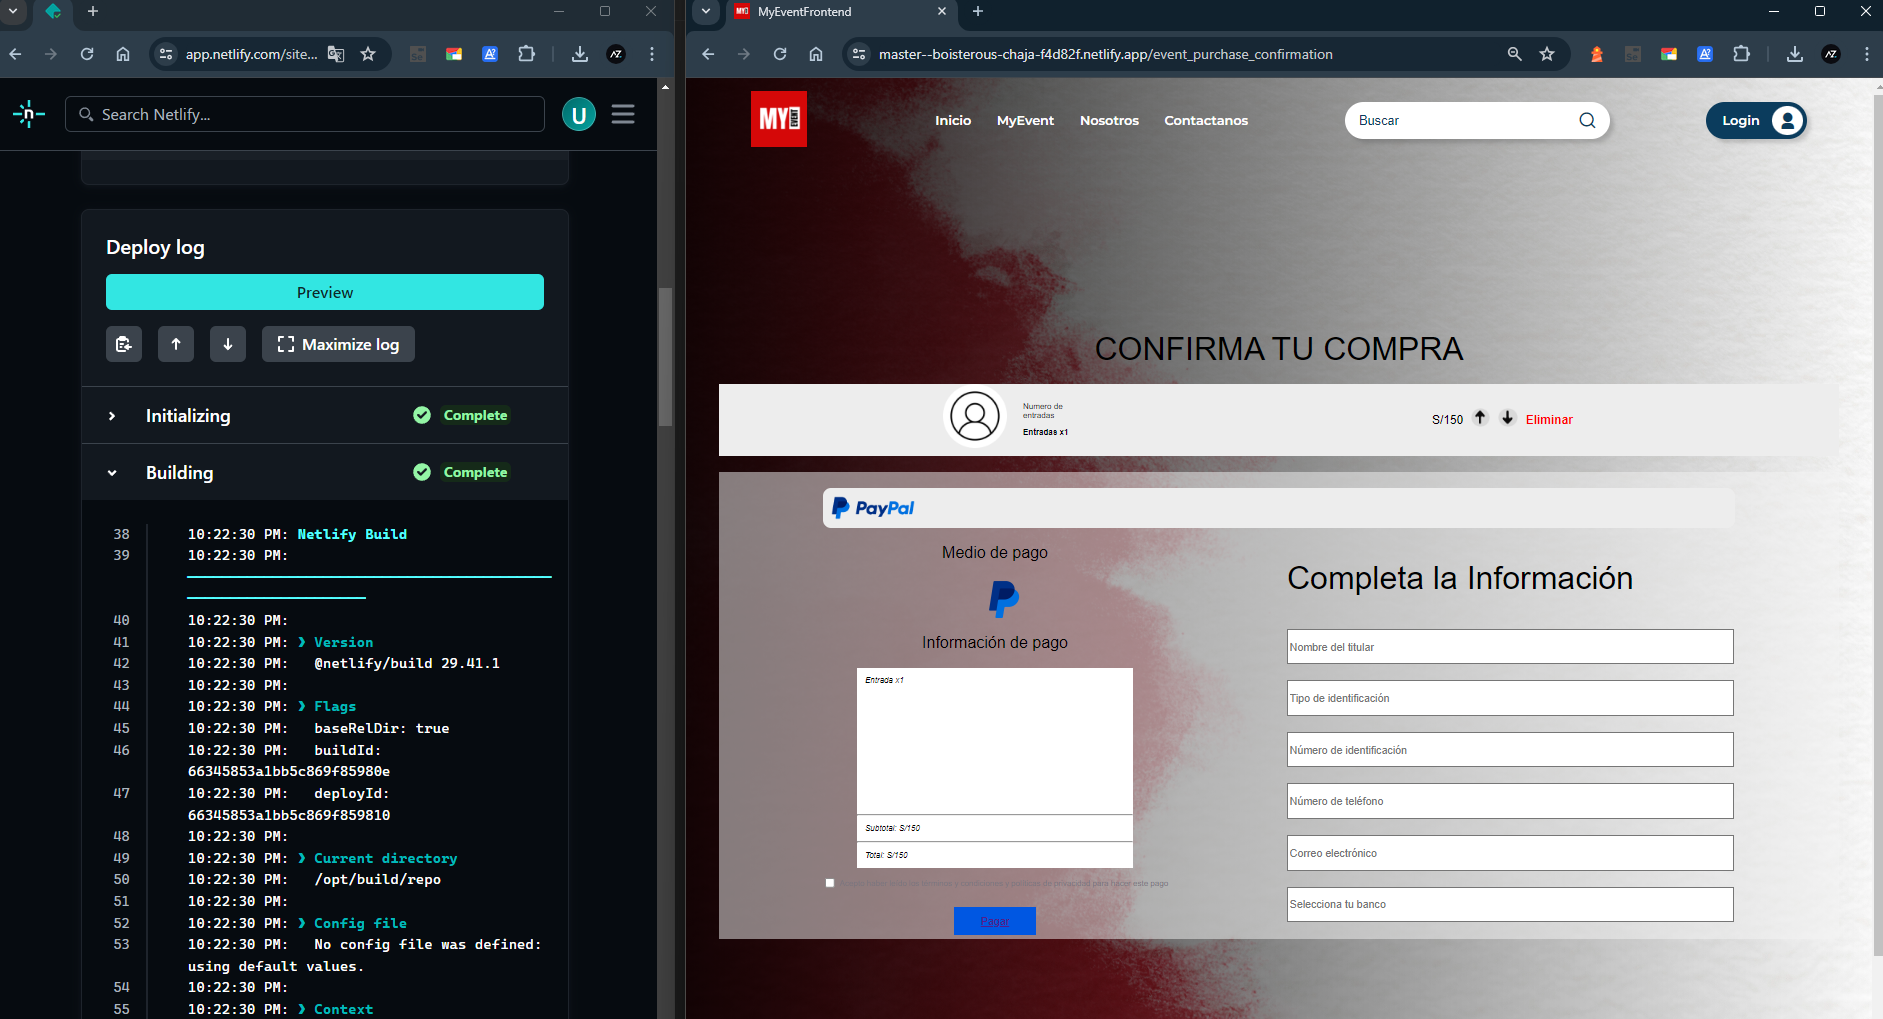 app.netlify.com/site...
Search Netlify...
U
Deploy log
Preview
Maximize log
Initializing
Complete
Building
Complete
38 10:22:30 PM: Netlify Build
39 10:22:30 PM:
40 10:22:30 PM:
41 10:22:30 PM: ❯ Version
42 10:22:30 PM: @netlify/build 29.41.1
43 10:22:30 PM:
44 10:22:30 PM: ❯ Flags
45 10:22:30 PM: baseRelDir: true
46 10:22:30 PM: buildId:
66345853a1bb5c869f85980e
47 10:22:30 PM: deployId:
66345853a1bb5c869f859810
48 10:22:30 PM:
49 10:22:30 PM: ❯ Current directory
50 10:22:30 PM: /opt/build/repo
51 10:22:30 PM:
52 10:22:30 PM: ❯ Config file
53 10:22:30 PM: No config file was defined:
using default values.
54 10:22:30 PM:
55 10:22:30 PM: ❯ Context
MyEventFrontend
master--boisterous-chaja-f4d82f.netlify.app/event_purchase_confirmation
MY EVENT
Inicio
MyEvent
Nosotros
Contactanos
Buscar
Login
CONFIRMA TU COMPRA
Numero de
entradas
Entradas x1
S/150
Eliminar
PayPal
Medio de pago
Información de pago
Entrada x1
Subtotal: S/150
Total: S/150
para hacer este pago
Pagar
Completa la Información
Nombre del titular
Tipo de identificación
Número de identificación
Número de teléfono
Correo electrónico
Selecciona tu banco